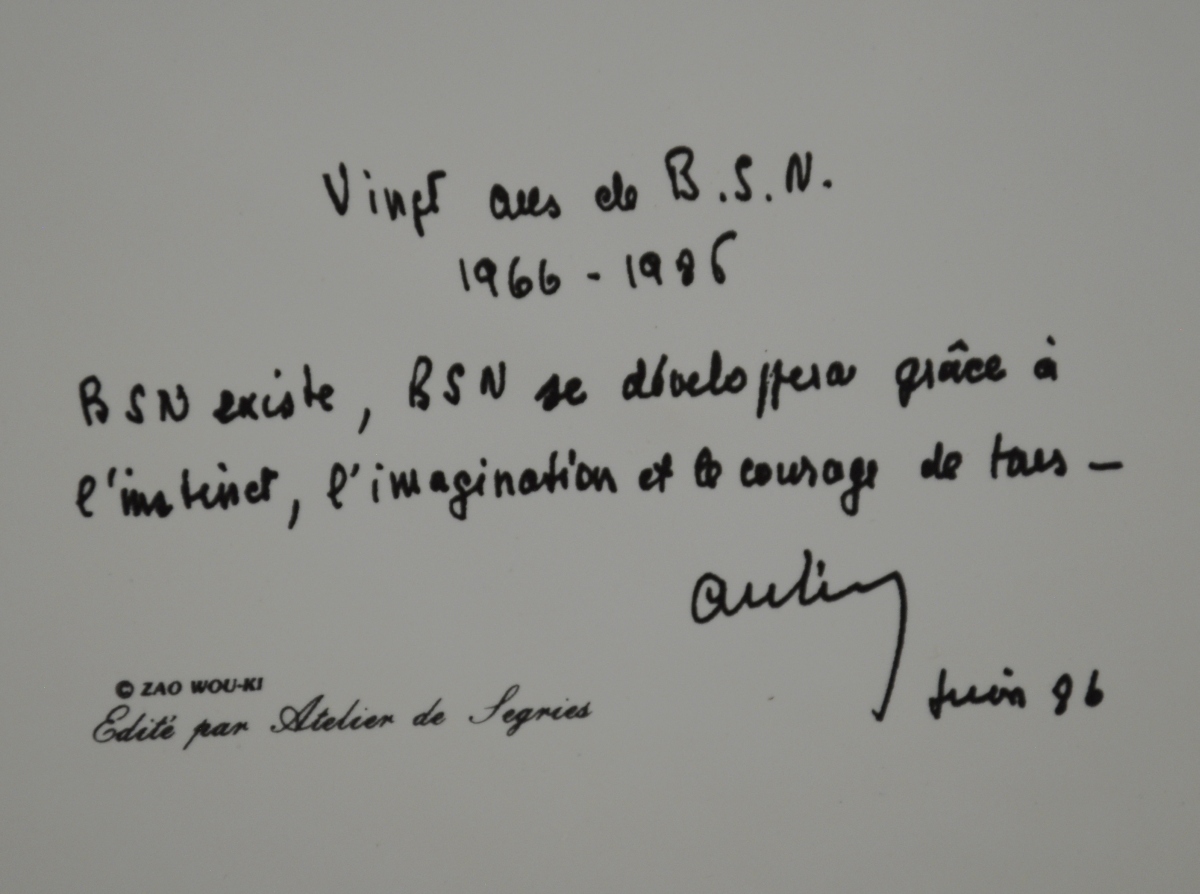 Vingt ans de B.S.N.
1966 - 1986
BSN existe, BSN se développera grâce à
l'instinct, l'imagination et le courage de tous —
Juin 86
© ZAO WOU-KI
Edité par Atelier de Segries